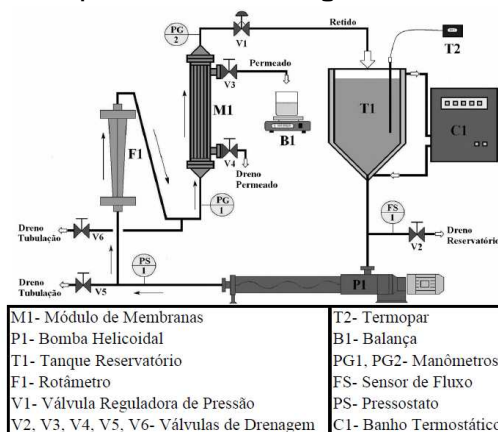 PG
2
V1
Retido
T2
Permeado
V3
M1
B1
T1
C1
F1
V4
Dreno
Permeado
PG
1
FS
1
Dreno
Tubulação
V6
V2
Dreno
Reservatório
PS
1
Dreno
Tubulação
V5
P1
M1- Módulo de Membranas
P1- Bomba Helicoidal
T1- Tanque Reservatório
F1- Rotâmetro
V1- Válvula Reguladora de Pressão
V2, V3, V4, V5, V6- Válvulas de Drenagem
T2- Termopar
B1- Balança
PG1, PG2- Manômetros
FS- Sensor de Fluxo
PS- Pressostato
C1- Banho Termostático